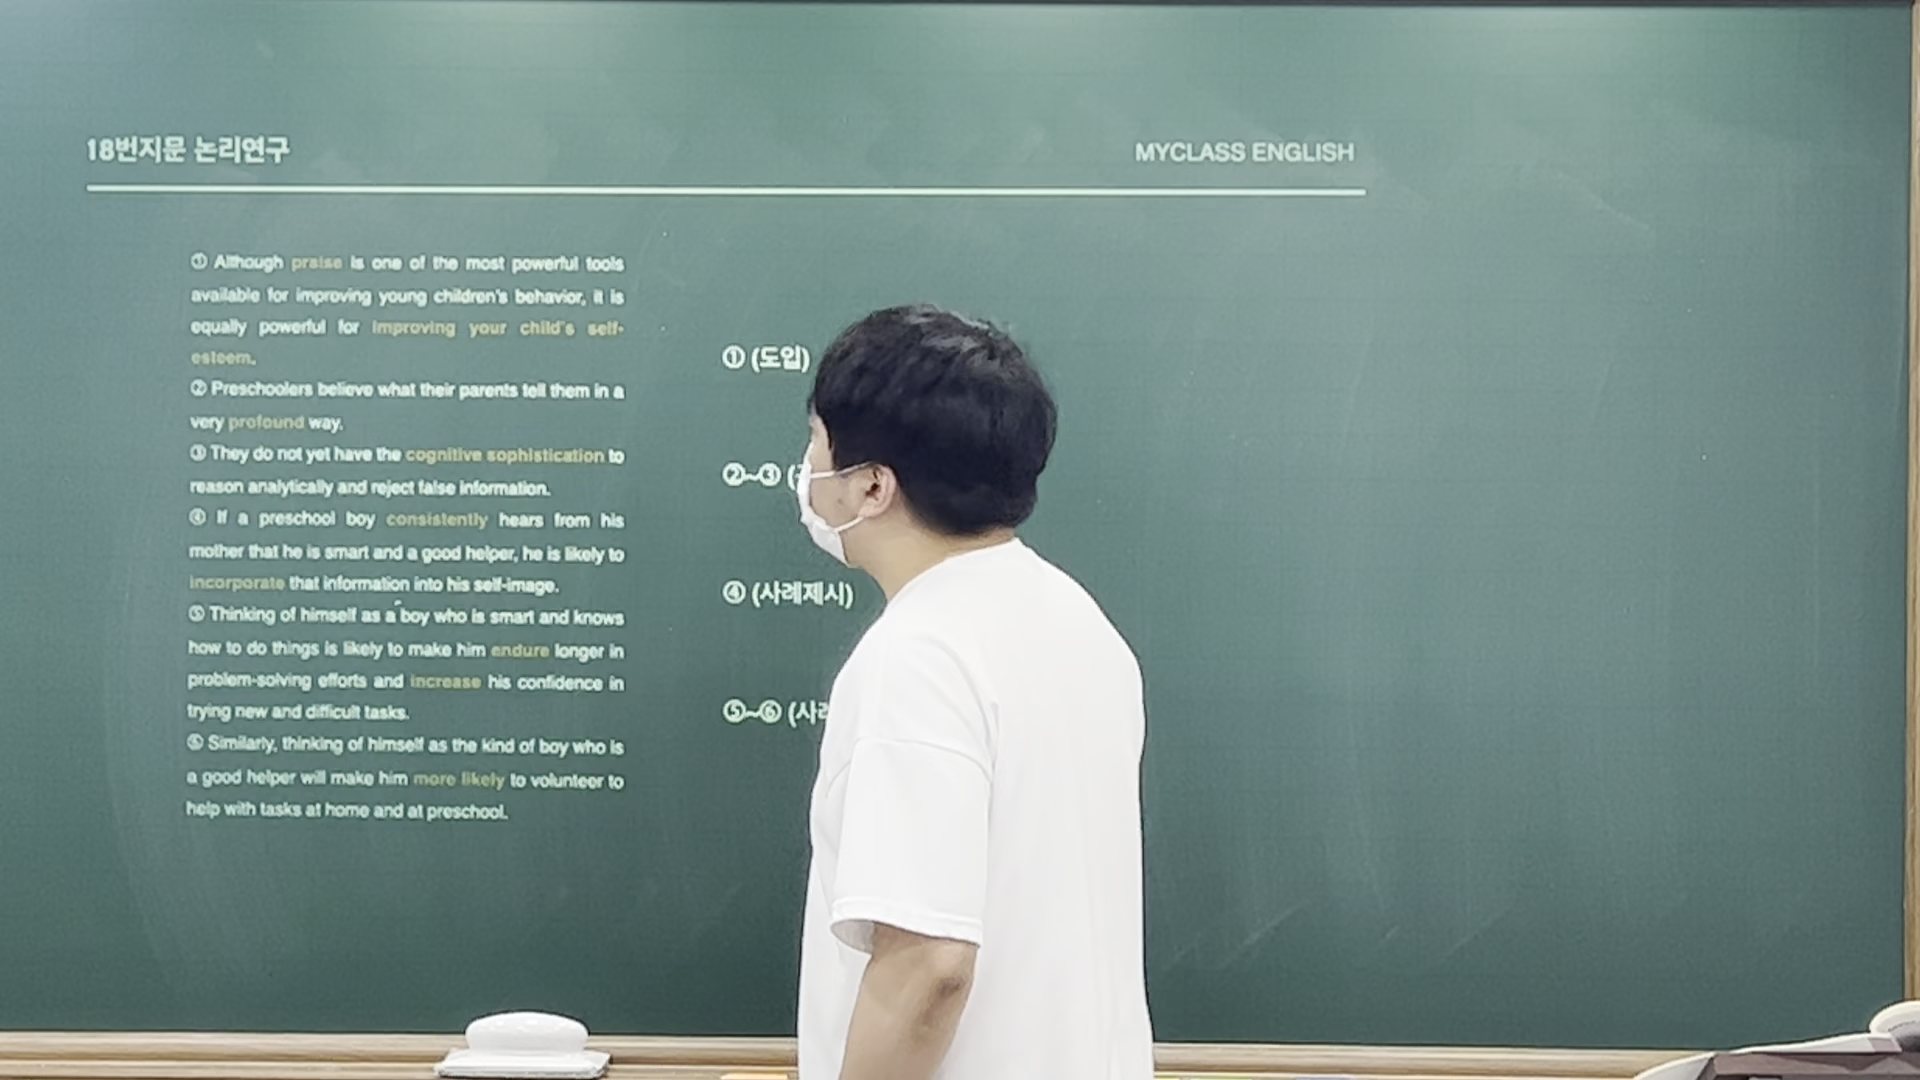 18번지문 논리연구
MYCLASS ENGLISH
① Although praise is one of the most powerful tools
available for improving young children's behavior, it is
equally powerful for improving your child's self-
esteem.
② Preschoolers believe what their parents tell them in a
very profound way.
③ They do not yet have the cognitive sophistication to
reason analytically and reject false information.
④ If a preschool boy consistently hears from his
mother that he is smart and a good helper, he is likely to
incorporate that information into his self-image.
⑤ Thinking of himself as a boy who is smart and knows
how to do things is likely to make him endure longer in
problem-solving efforts and increase his confidence in
trying new and difficult tasks.
⑥ Similarly, thinking of himself as the kind of boy who is
a good helper will make him more likely to volunteer to
help with tasks at home and at preschool.
① (도입)
②~③ (
④ (사례제시)
⑤~⑥ (사